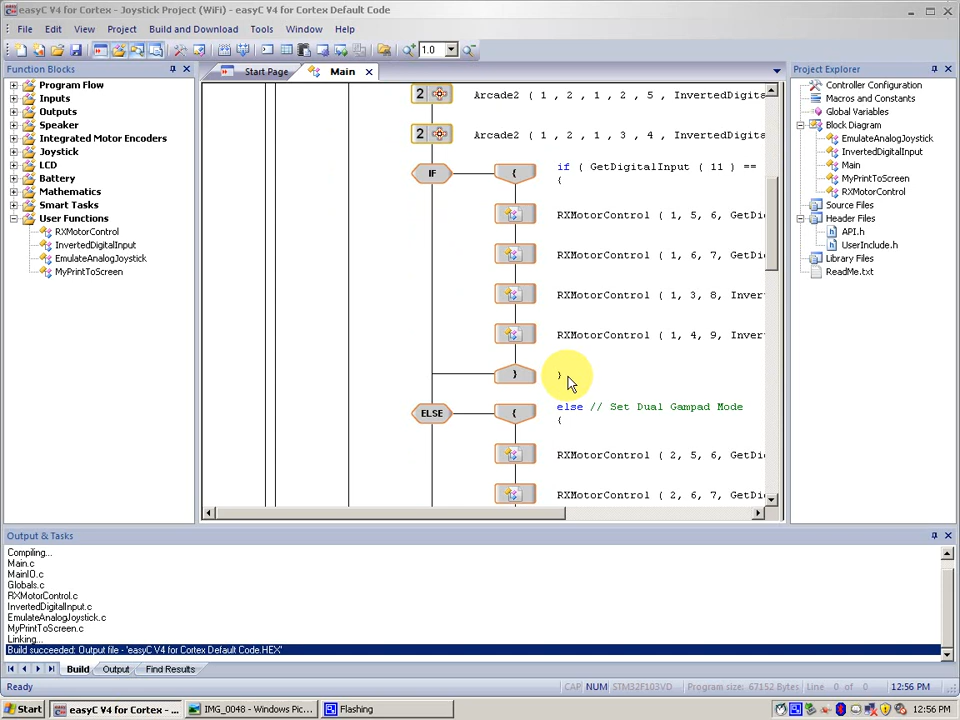 easyC V4 for Cortex - Joystick Project (WiFi) - easyC V4 for Cortex Default Code
File Edit View Project Build and Download Tools Window Help
1.0
Function Blocks
Program Flow
Inputs
Outputs
Speaker
Integrated Motor Encoders
Joystick
LCD
Battery
Mathematics
Smart Tasks
User Functions
RXMotorControl
InvertedDigitalInput
EmulateAnalogJoystick
MyPrintToScreen
Start Page Main
2 Arcade2 ( 1 , 2 , 1 , 2 , 5 , InvertedDigita
2 Arcade2 ( 1 , 2 , 1 , 3 , 4 , InvertedDigita
IF { if ( GetDigitalInput ( 11 ) ==
{
RXMotorControl ( 1, 5, 6, GetDi
RXMotorControl ( 1, 6, 7, GetDi
RXMotorControl ( 1, 3, 8, Inver
RXMotorControl ( 1, 4, 9, Inver
} }
ELSE { else // Set Dual Gampad Mode
{
RXMotorControl ( 2, 5, 6, GetDi
RXMotorControl ( 2, 6, 7, GetDi
Project Explorer
Controller Configuration
Macros and Constants
Global Variables
Block Diagram
EmulateAnalogJoystick
InvertedDigitalInput
Main
MyPrintToScreen
RXMotorControl
Source Files
Header Files
API.h
UserInclude.h
Library Files
ReadMe.txt
Output & Tasks
Compiling...
Main.c
MainIO.c
Globals.c
RXMotorControl.c
InvertedDigitalInput.c
EmulateAnalogJoystick.c
MyPrintToScreen.c
Linking...
Build succeeded: Output file - 'easyC V4 for Cortex Default Code.HEX'
Build Output Find Results
Ready CAP NUM STM32F103VD Program size: 67152 Bytes Line 0 of 0 12:56 PM
Start easyC V4 for Cortex - ... IMG_0048 - Windows Pic... Flashing 12:56 PM